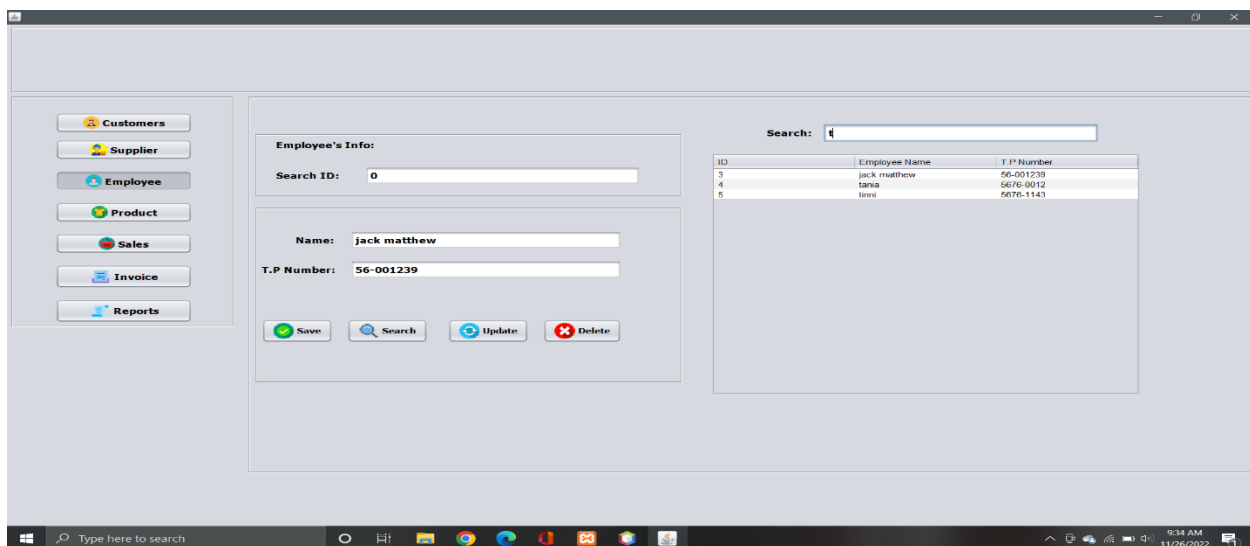 Customers
Supplier
Employee
Product
Sales
Invoice
Reports
Employee's Info:
Search ID: 0
Name: jack matthew
T.P Number: 56-001239
Save Search Update Delete
Search: t
ID Employee Name T.P Number
3 jack matthew 56-001239
4 tania 5676-0012
5 tinni 5676-1143
Type here to search
9:34 AM
11/26/2022